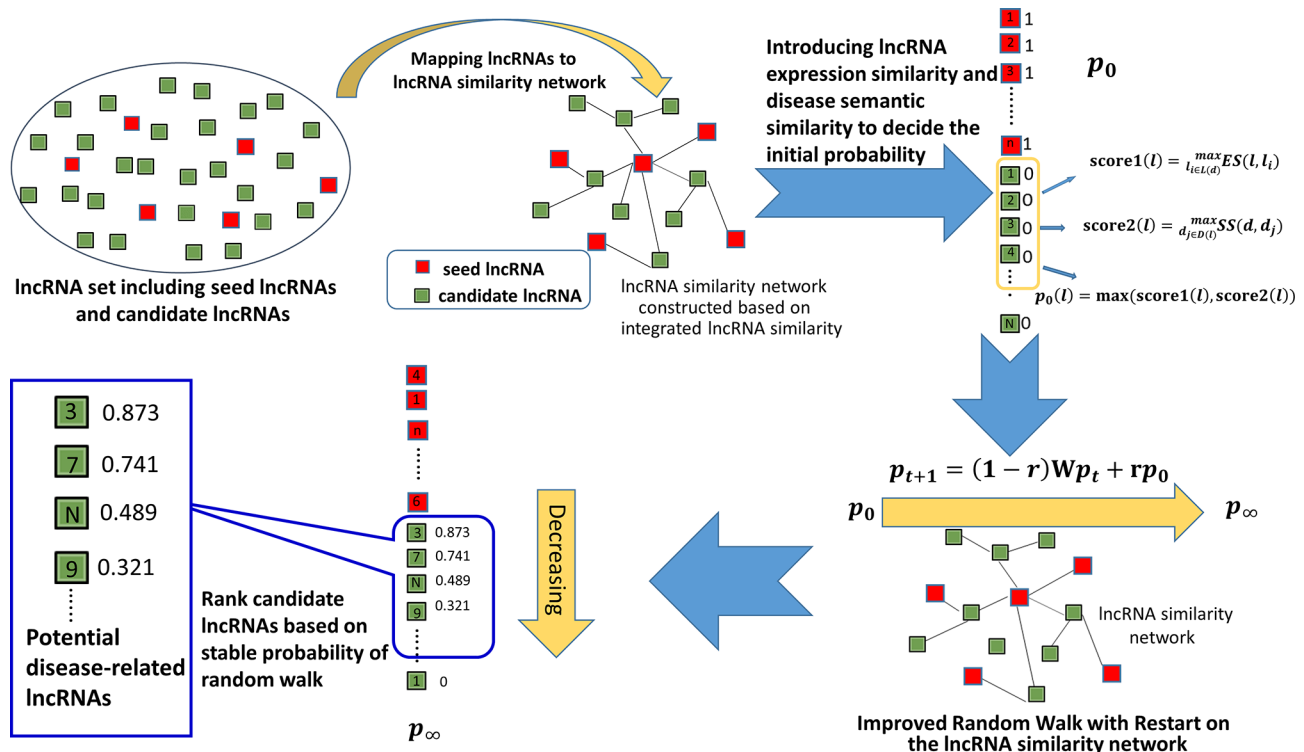 Mapping lncRNAs to
lncRNA similarity network
lncRNA set including seed lncRNAs
and candidate lncRNAs
seed lncRNA
candidate lncRNA
lncRNA similarity network
constructed based on
integrated lncRNA similarity
Introducing lncRNA
expression similarity and
disease semantic
similarity to decide the
initial probability
1 1
2 1
3 1
n 1
1 0
2 0
3 0
4 0
N 0
p₀
score1(l) = max l_{i∈L(d)} ES(l, l_i)
score2(l) = max d_{j∈D(l)} SS(d, d_j)
p₀(l) = max(score1(l), score2(l))
p_{t+1} = (1 − r)Wp_t + rp₀
p₀
p_∞
lncRNA similarity
network
Improved Random Walk with Restart on
the lncRNA similarity network
Decreasing
4
1
n
6
3 0.873
7 0.741
N 0.489
9 0.321
1 0
p_∞
Rank candidate
lncRNAs based on
stable probability of
random walk
3 0.873
7 0.741
N 0.489
9 0.321
Potential
disease-related
lncRNAs